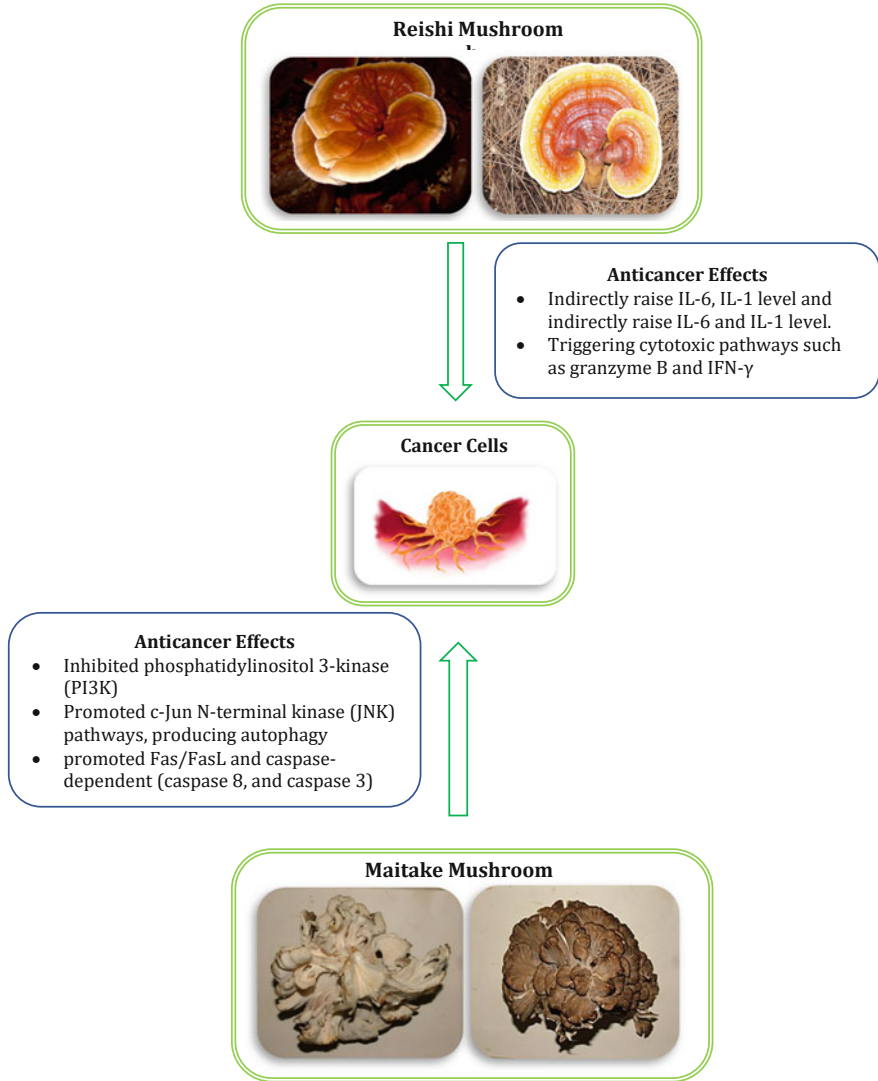 Reishi Mushroom
Anticancer Effects
• Indirectly raise IL-6, IL-1 level and
indirectly raise IL-6 and IL-1 level.
• Triggering cytotoxic pathways such
as granzyme B and IFN-γ
Cancer Cells
Anticancer Effects
• Inhibited phosphatidylinositol 3-kinase
(PI3K)
• Promoted c-Jun N-terminal kinase (JNK)
pathways, producing autophagy
• promoted Fas/FasL and caspase-
dependent (caspase 8, and caspase 3)
Maitake Mushroom